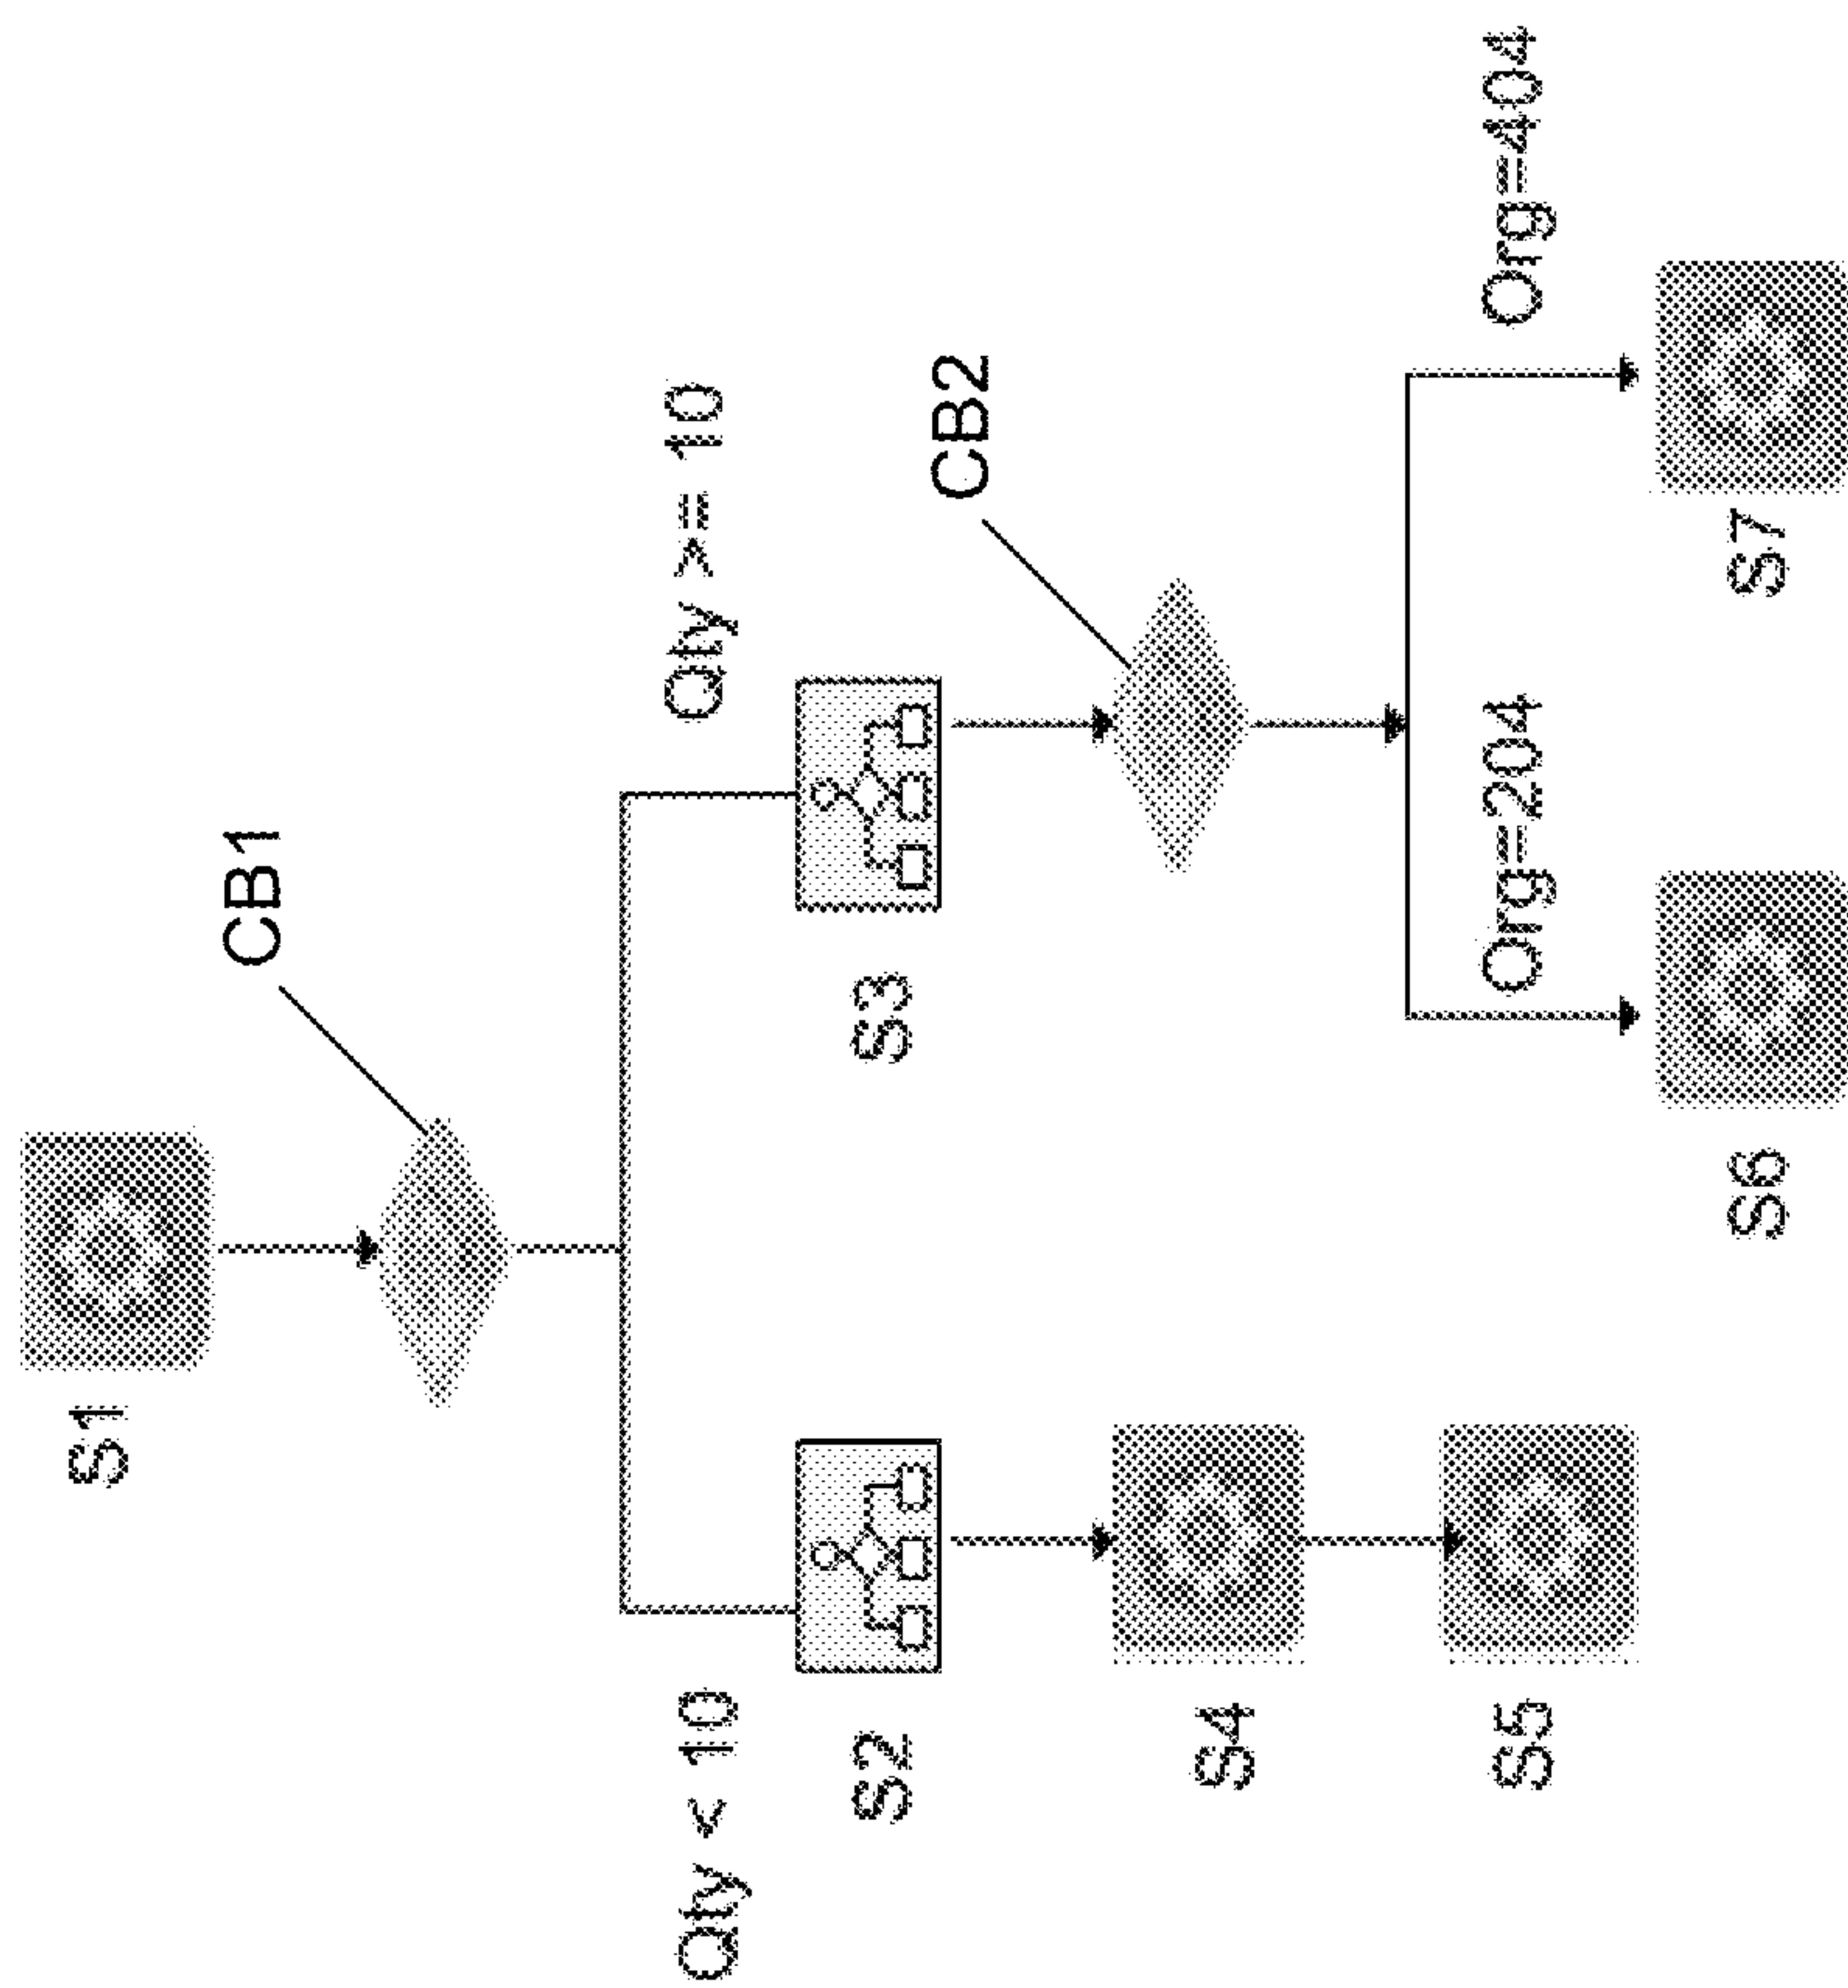 S1
CB1
Qty < 10
Qty >= 10
S2
S3
CB2
S4
S5
Org=204
Org=404
S6
S7